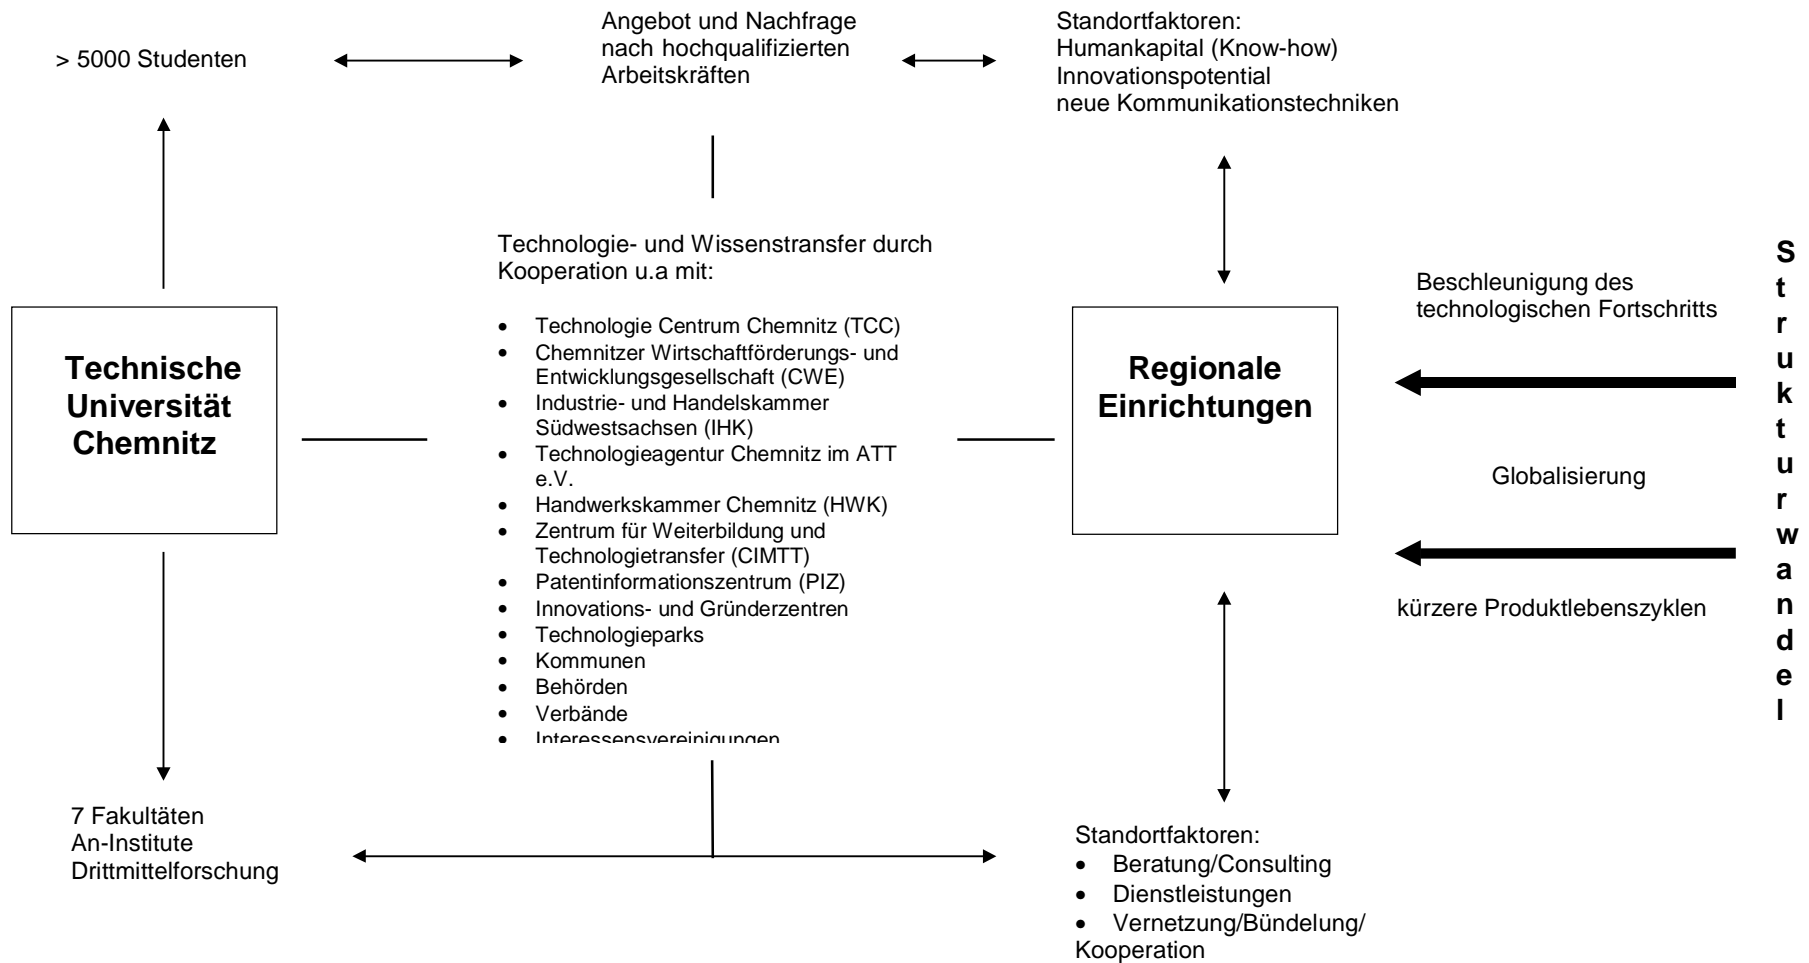 > 5000 Studenten
Angebot und Nachfrage
nach hochqualifizierten
Arbeitskräften
Standortfaktoren:
Humankapital (Know-how)
Innovationspotential
neue Kommunikationstechniken
Technische
Universität
Chemnitz
Technologie- und Wissenstransfer durch
Kooperation u.a mit:
• Technologie Centrum Chemnitz (TCC)
• Chemnitzer Wirtschaftförderungs- und
Entwicklungsgesellschaft (CWE)
• Industrie- und Handelskammer
Südwestsachsen (IHK)
• Technologieagentur Chemnitz im ATT
e.V.
• Handwerkskammer Chemnitz (HWK)
• Zentrum für Weiterbildung und
Technologietransfer (CIMTT)
• Patentinformationszentrum (PIZ)
• Innovations- und Gründerzentren
• Technologieparks
• Kommunen
• Behörden
• Verbände
• Interessensvereinigungen
Regionale
Einrichtungen
Beschleunigung des
technologischen Fortschritts
Globalisierung
kürzere Produktlebenszyklen
Strukturwandel
7 Fakultäten
An-Institute
Drittmittelforschung
Standortfaktoren:
• Beratung/Consulting
• Dienstleistungen
• Vernetzung/Bündelung/
Kooperation